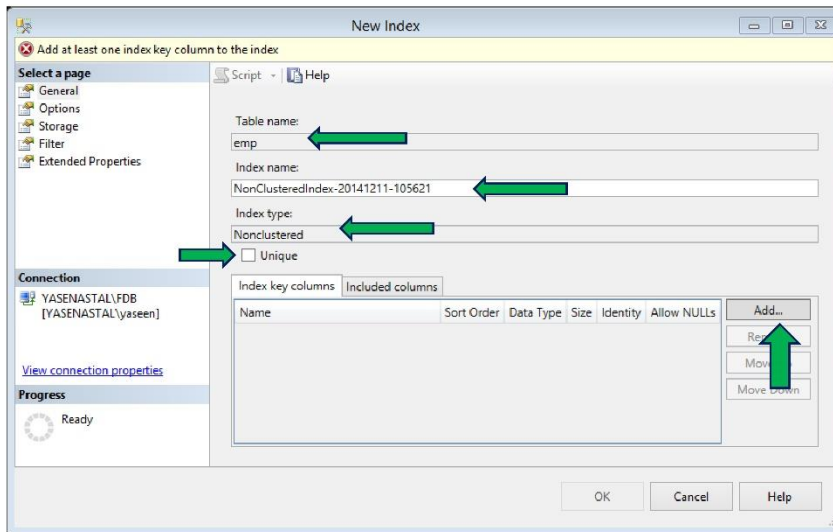 New Index
Add at least one index key column to the index
Select a page
General
Options
Storage
Filter
Extended Properties
Connection
YASENASTAL\FDB
[YASENASTAL\yaseen]
View connection properties
Progress
Ready
Script Help
Table name:
emp
Index name:
NonClusteredIndex-20141211-105621
Index type:
Nonclustered
Unique
Index key columns Included columns
Name Sort Order Data Type Size Identity Allow NULLs
Add...
Move Down
OK Cancel Help